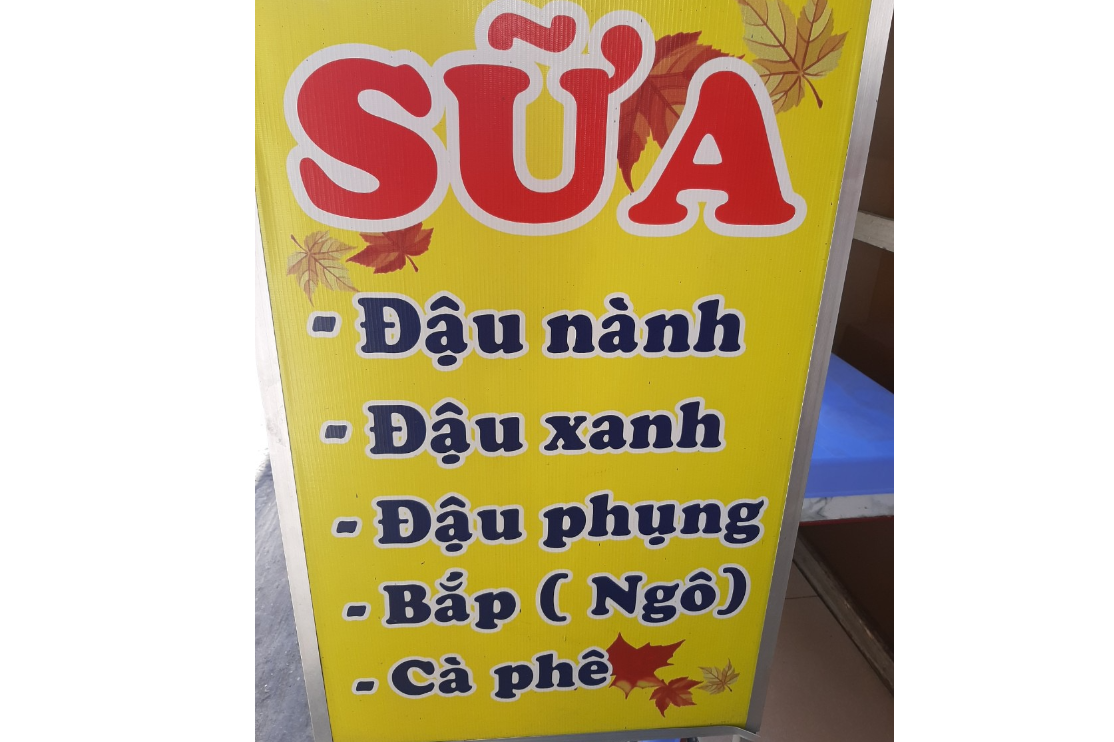 SỮA
- Đậu nành
- Đậu xanh
- Đậu phụng
- Bắp ( Ngô)
- Cà phê